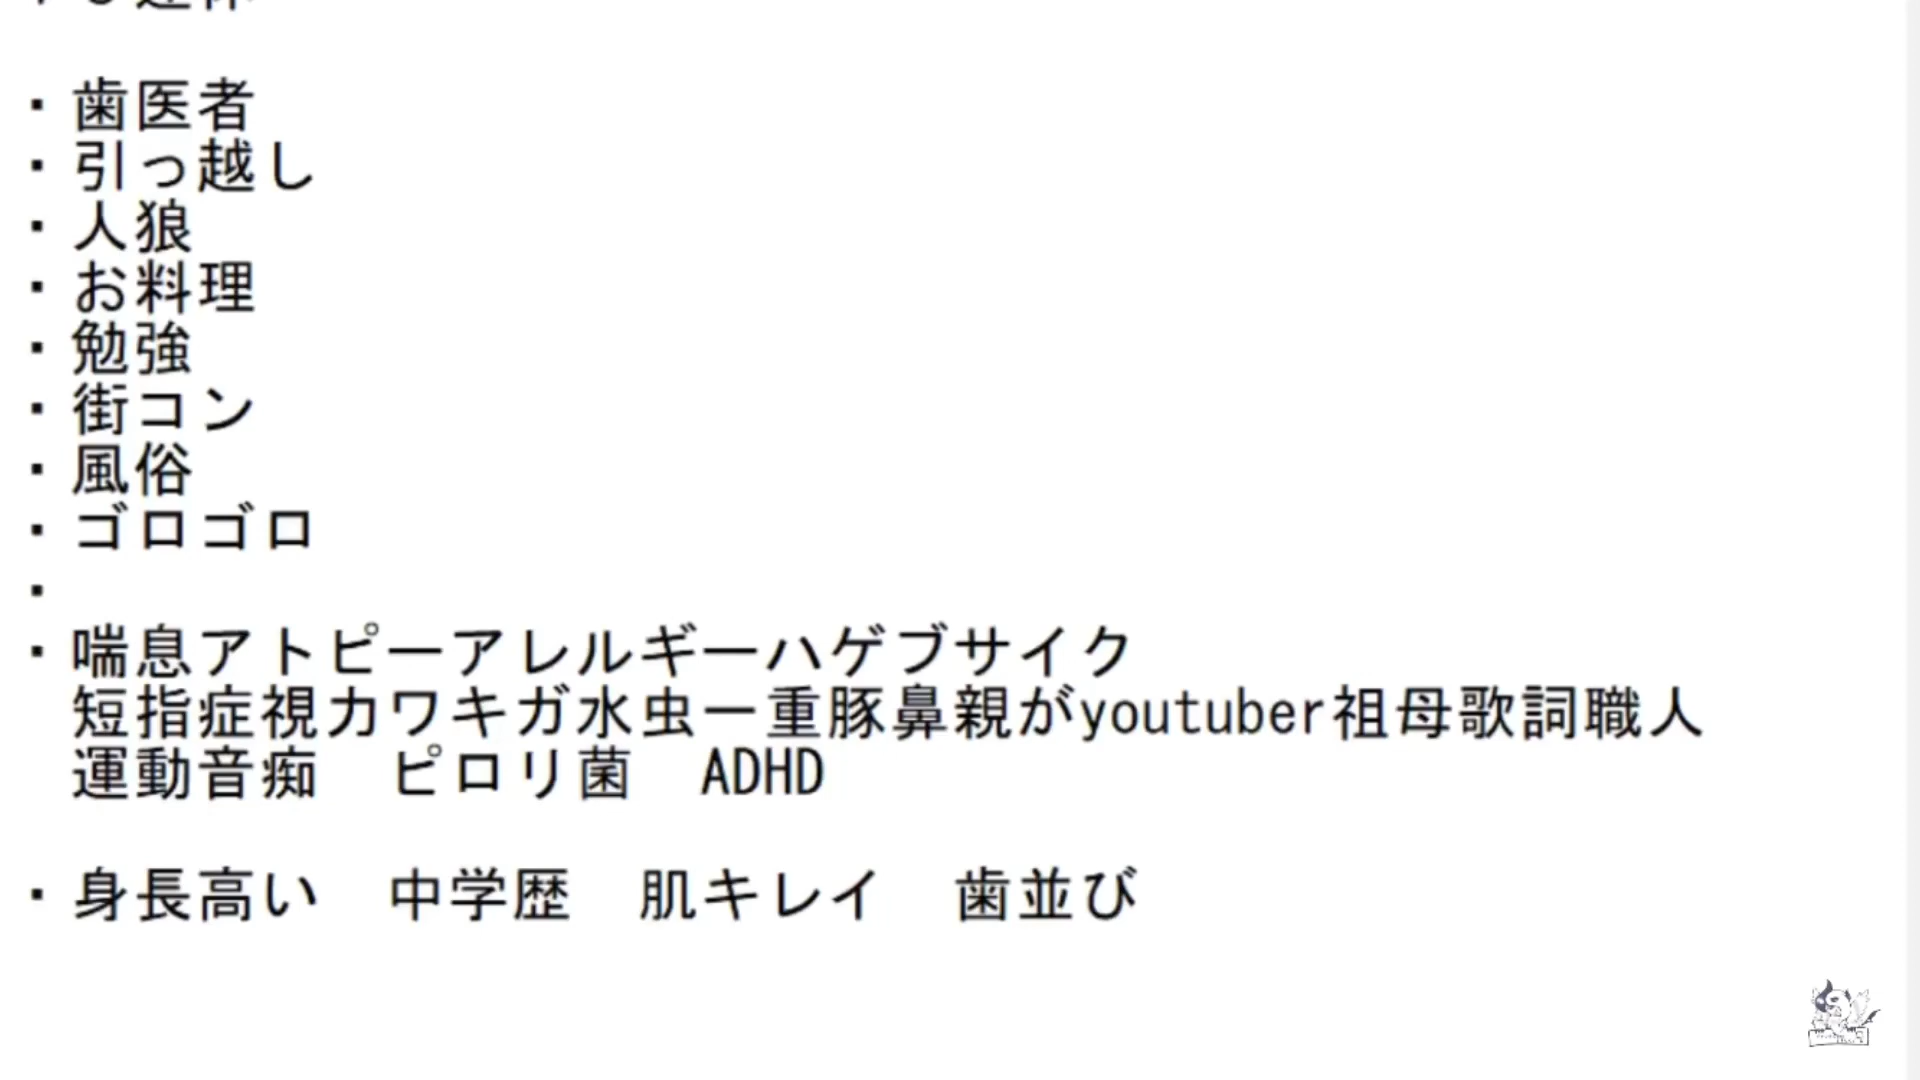 ・歯医者
・引っ越し
・人狼
・お料理
・勉強
・街コン
・風俗
・ゴロゴロ
・
・喘息アトピーアレルギーハゲブサイク
短指症視力ワキガ水虫一重豚鼻親がyoutuber祖母歌詞職人
運動音痴　ピロリ菌　ADHD
・身長高い　中学歴　肌キレイ　歯並び